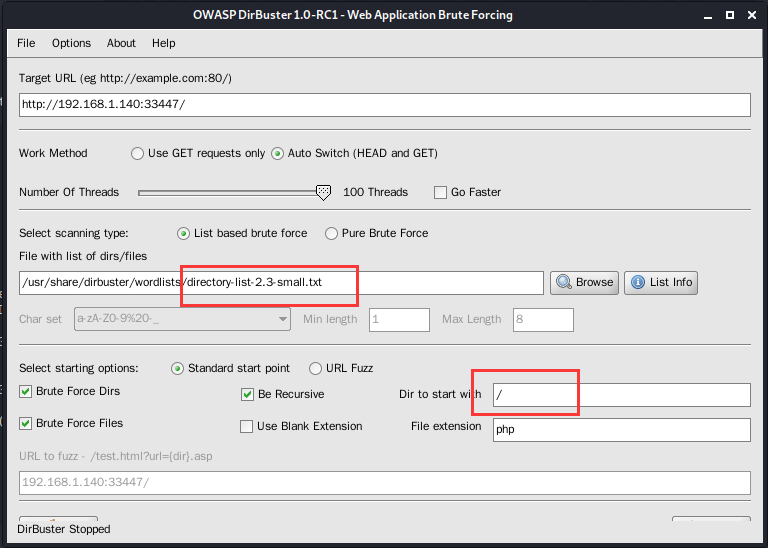 OWASP DirBuster 1.0-RC1 - Web Application Brute Forcing
File Options About Help
Target URL (eg http://example.com:80/)
http://192.168.1.140:33447/
Work Method Use GET requests only Auto Switch (HEAD and GET)
Number Of Threads 100 Threads Go Faster
Select scanning type: List based brute force Pure Brute Force
File with list of dirs/files
/usr/share/dirbuster/wordlists/directory-list-2.3-small.txt Browse List Info
Char set a-zA-Z0-9%20-_ Min length 1 Max Length 8
Select starting options: Standard start point URL Fuzz
Brute Force Dirs Be Recursive Dir to start with /
Brute Force Files Use Blank Extension File extension php
URL to fuzz - /test.html?url={dir}.asp
192.168.1.140:33447/
DirBuster Stopped